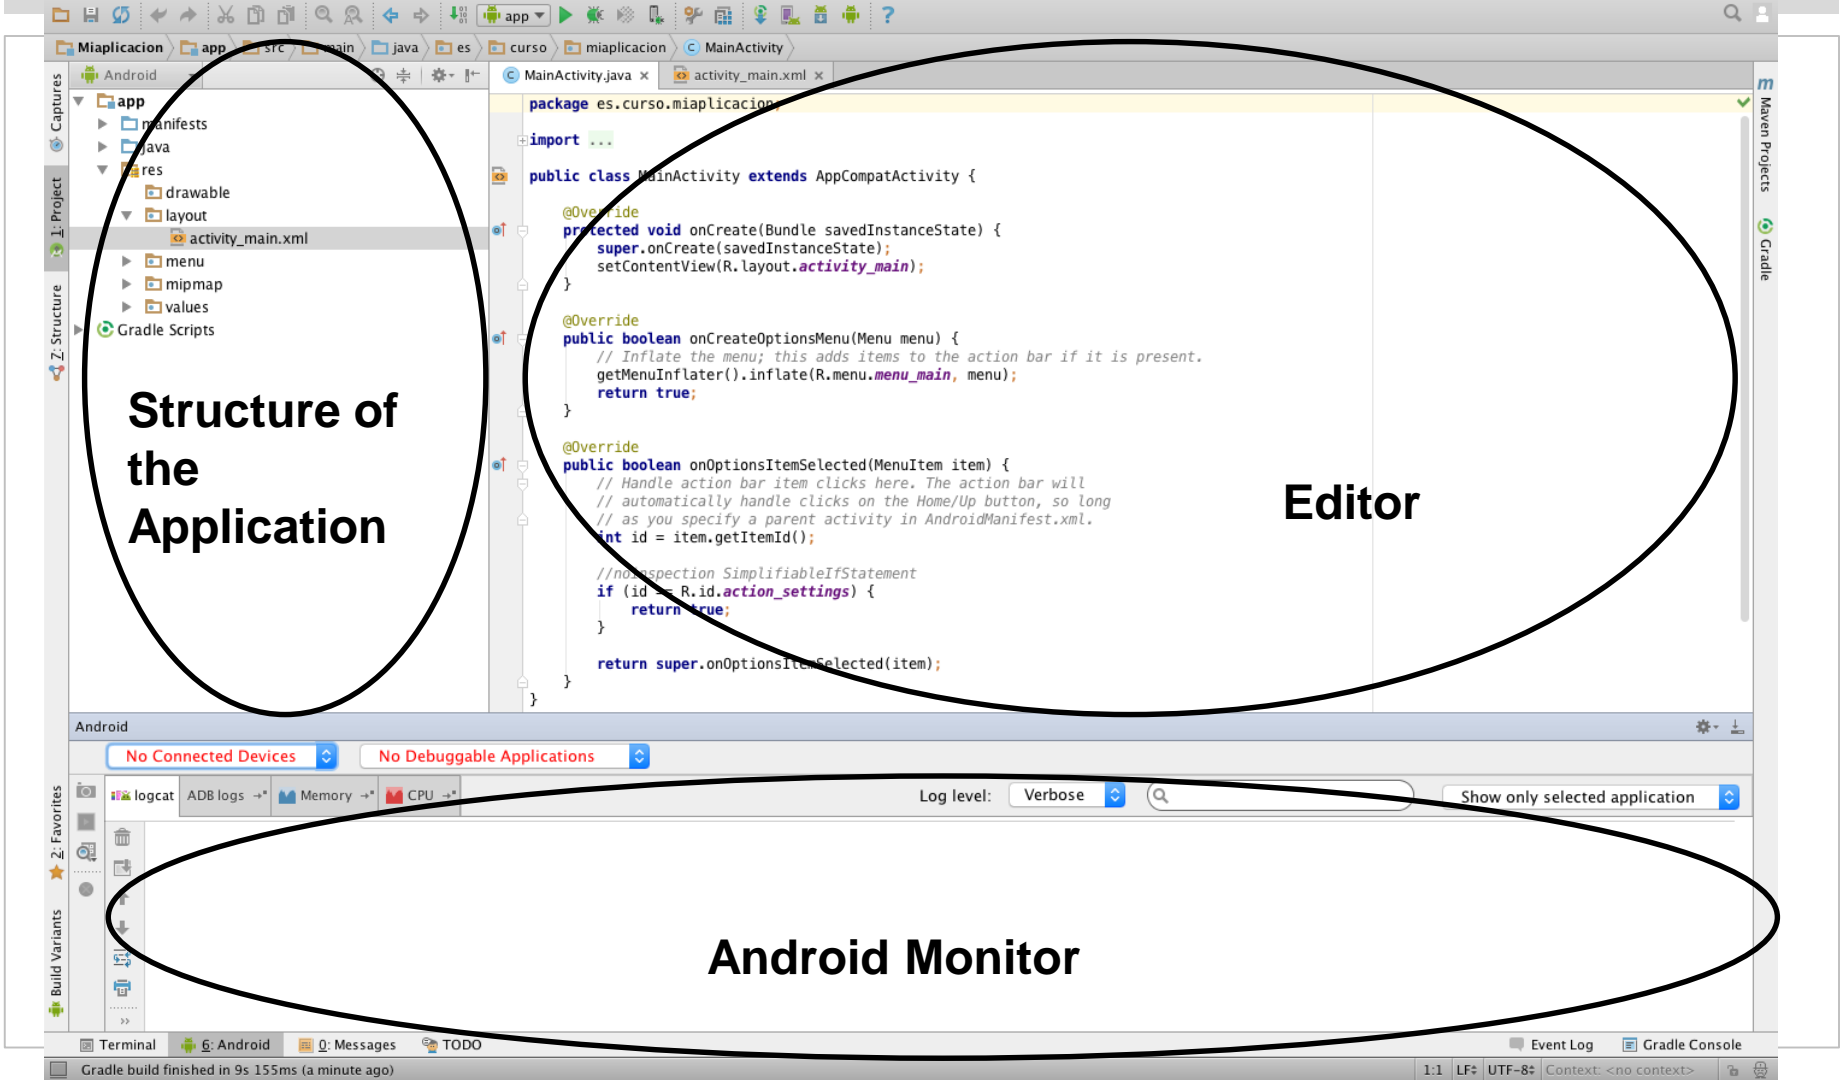 app
Miaplicacion app src main java es curso miaplicacion MainActivity
Captures
1: Project
7: Structure
2: Favorites
Build Variants
Android
app
manifests
java
res
drawable
layout
activity_main.xml
menu
mipmap
values
Gradle Scripts
Structure of
the
Application
MainActivity.java activity_main.xml
package es.curso.miaplicacion;
import ...
public class MainActivity extends AppCompatActivity {
@Override
protected void onCreate(Bundle savedInstanceState) {
super.onCreate(savedInstanceState);
setContentView(R.layout.activity_main);
}
@Override
public boolean onCreateOptionsMenu(Menu menu) {
// Inflate the menu; this adds items to the action bar if it is present.
getMenuInflater().inflate(R.menu.menu_main, menu);
return true;
}
@Override
public boolean onOptionsItemSelected(MenuItem item) {
// Handle action bar item clicks here. The action bar will
// automatically handle clicks on the Home/Up button, so long
// as you specify a parent activity in AndroidManifest.xml.
int id = item.getItemId();
//noinspection SimplifiableIfStatement
if (id == R.id.action_settings) {
return true;
}
return super.onOptionsItemSelected(item);
}
}
Editor
Maven Projects
Gradle
Android
No Connected Devices No Debuggable Applications
logcat ADB logs Memory CPU Log level: Verbose Show only selected application
Android Monitor
Terminal 6: Android 0: Messages TODO Event Log Gradle Console
Gradle build finished in 9s 155ms (a minute ago) 1:1 LF UTF-8 Context: <no context>